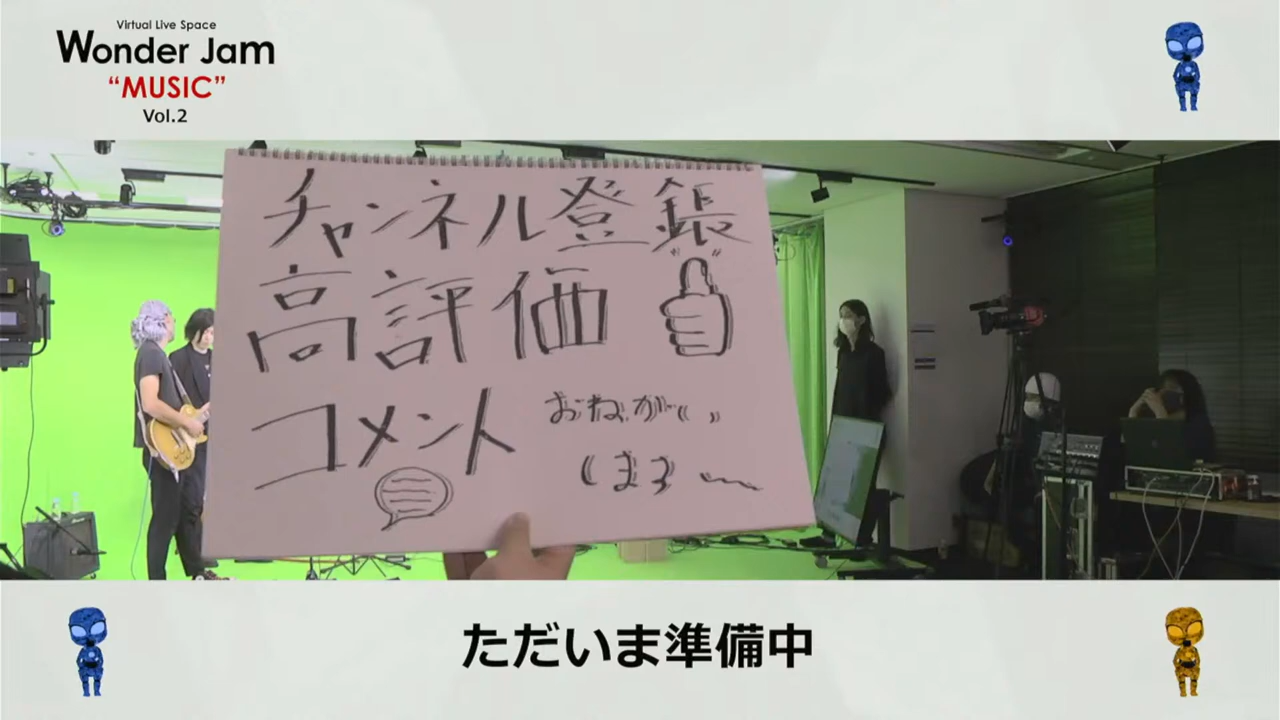 Virtual Live Space
Wonder Jam
“MUSIC”
Vol.2
チャンネル登録
高評価
コメント
おねがい
しまろ〜
ただいま準備中